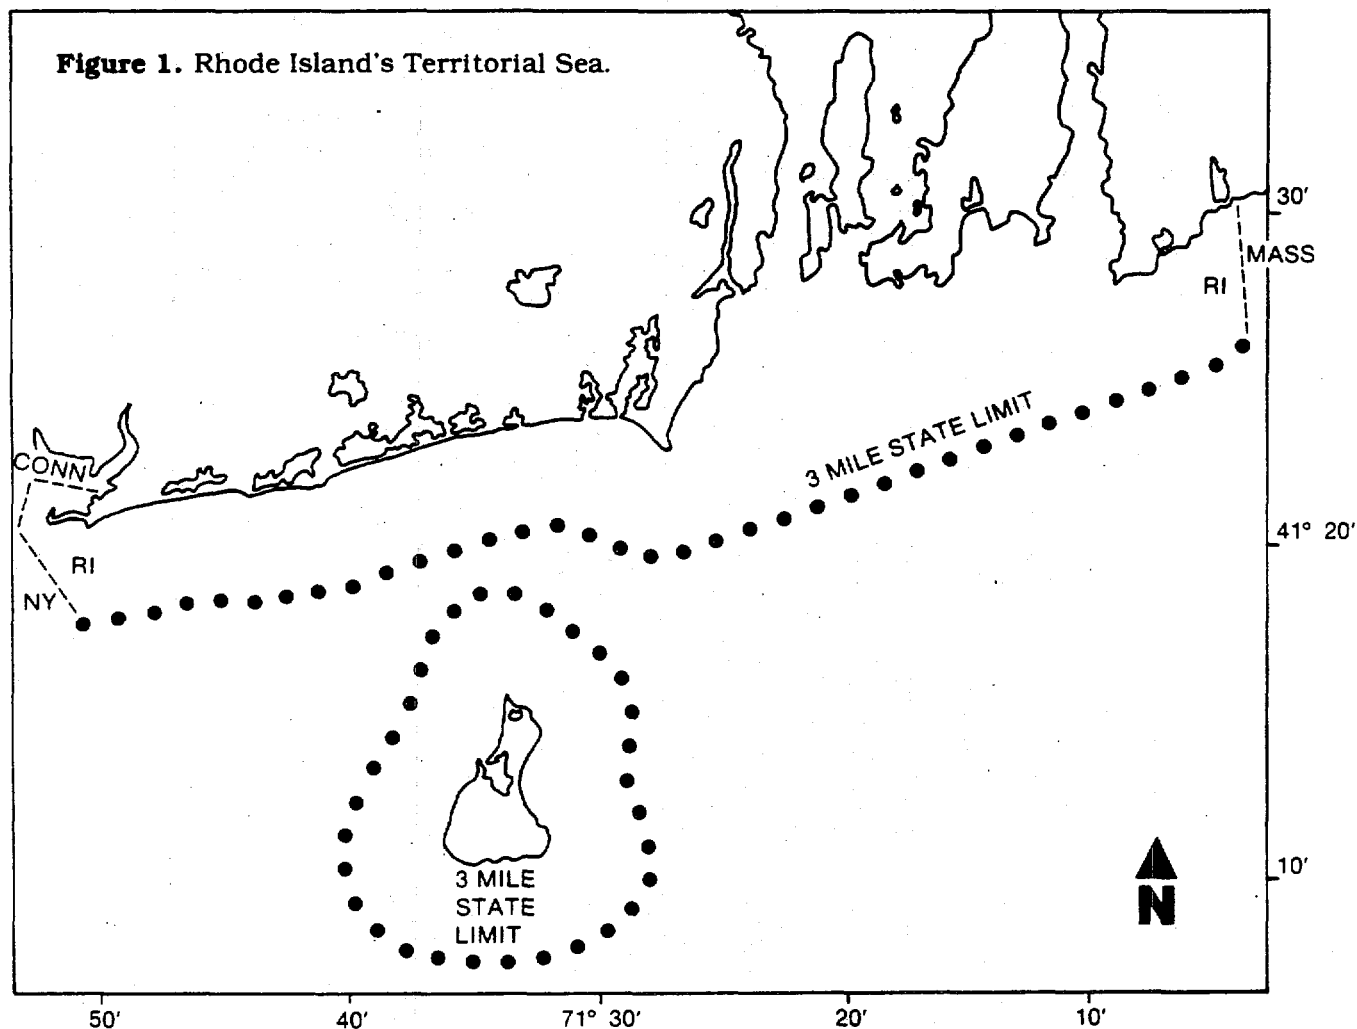 Figure 1. Rhode Island's Territorial Sea.
30′
MASS
RI
3 MILE STATE LIMIT
CONN
41° 20′
RI
NY
10′
3 MILE
STATE
LIMIT
N
50′ 40′ 71° 30′ 20′ 10′